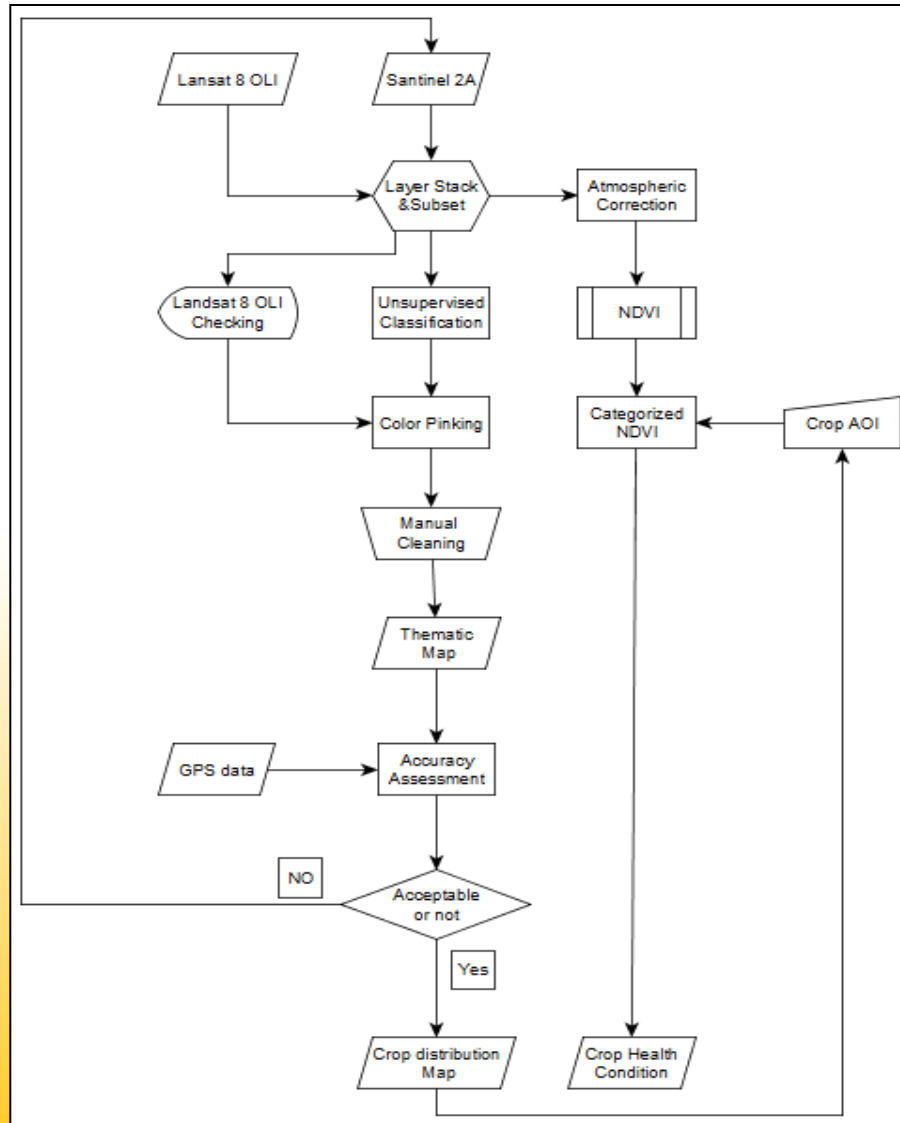 Lansat 8 OLI
Santinel 2A
Layer Stack
&Subset
Atmospheric
Correction
Landsat 8 OLI
Checking
Unsupervised
Classification
NDVI
Color Pinking
Categorized
NDVI
Crop AOI
Manual
Cleaning
Thematic
Map
GPS data
Accuracy
Assessment
NO
Acceptable
or not
Yes
Crop distribution
Map
Crop Health
Condition